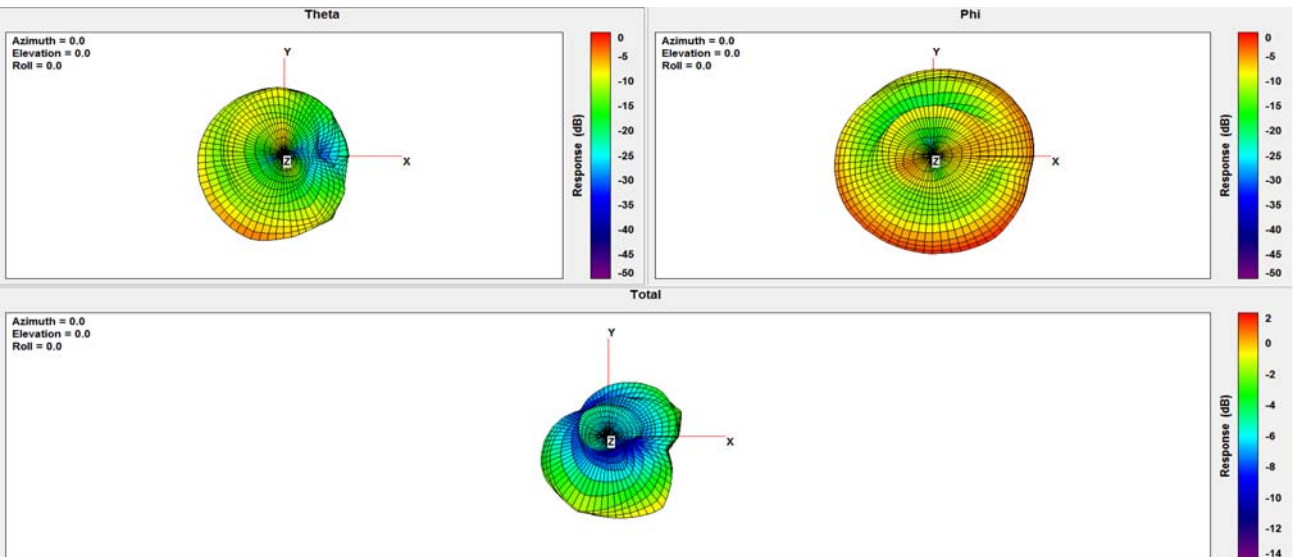 Theta
Azimuth = 0.0
Elevation = 0.0
Roll = 0.0
Y
X
Z
Response (dB)
0
-5
-10
-15
-20
-25
-30
-35
-40
-45
-50
Phi
Azimuth = 0.0
Elevation = 0.0
Roll = 0.0
Y
X
Z
Response (dB)
0
-5
-10
-15
-20
-25
-30
-35
-40
-45
-50
Total
Azimuth = 0.0
Elevation = 0.0
Roll = 0.0
Y
X
Z
Response (dB)
2
0
-2
-4
-6
-8
-10
-12
-14